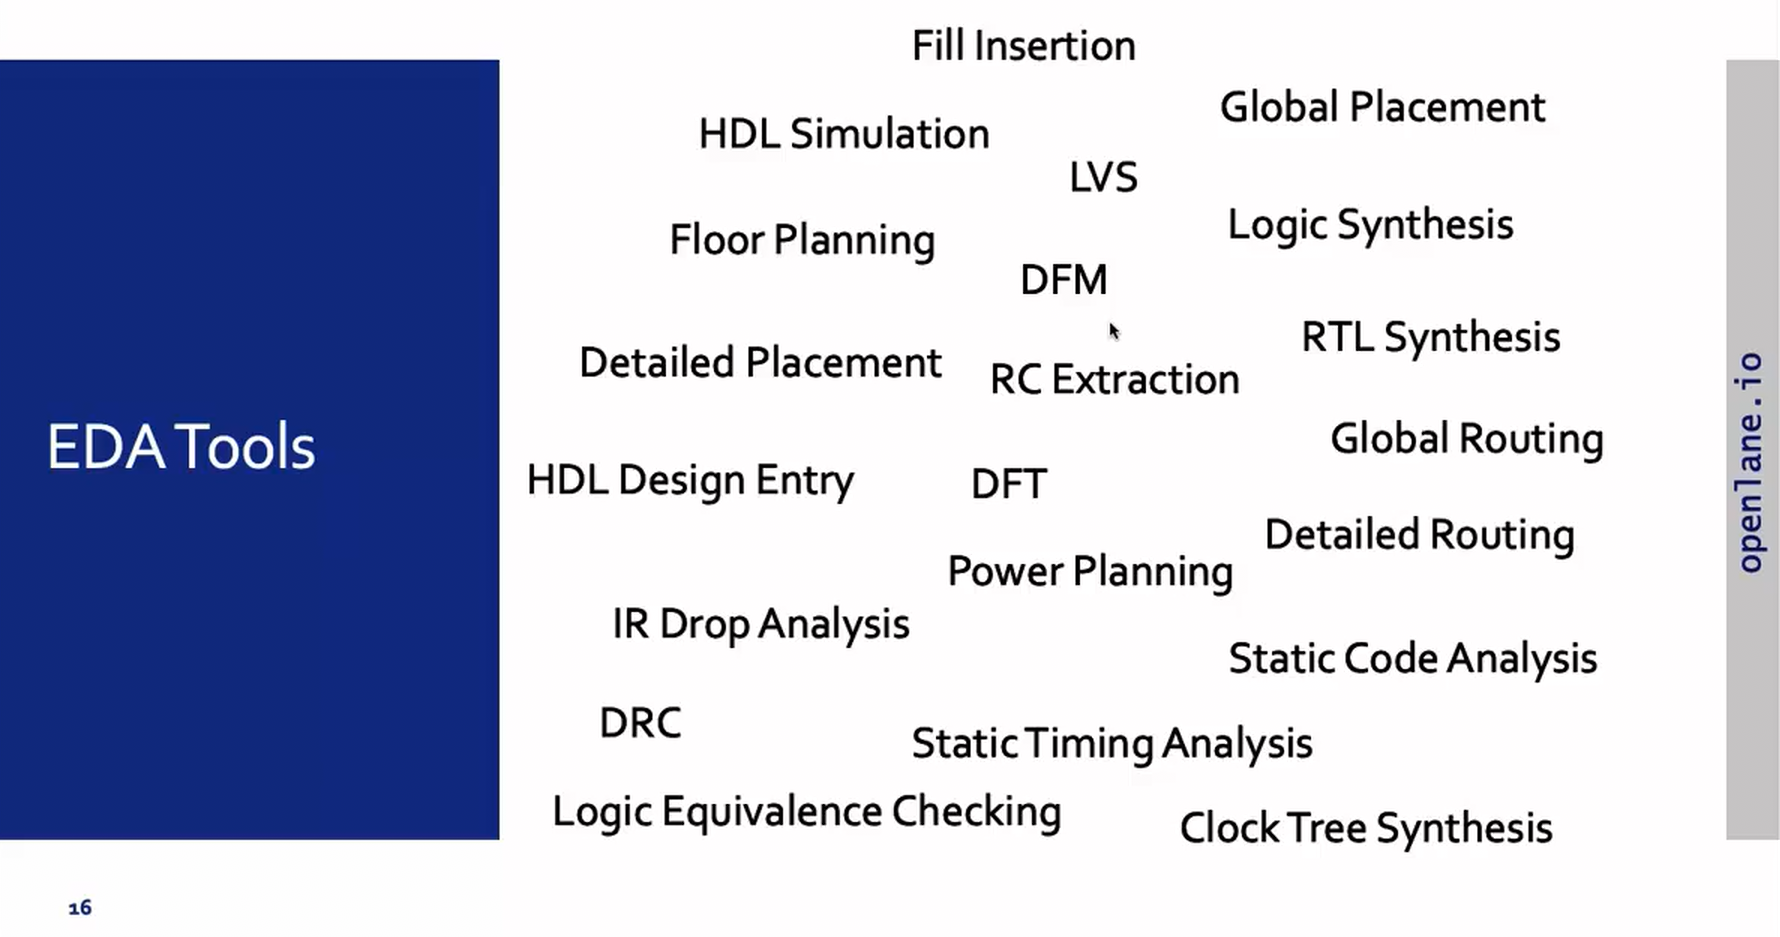 Fill Insertion
Global Placement
HDL Simulation
LVS
Logic Synthesis
Floor Planning
DFM
RTL Synthesis
Detailed Placement
RC Extraction
Global Routing
EDA Tools
HDL Design Entry
DFT
Detailed Routing
Power Planning
IR Drop Analysis
Static Code Analysis
DRC
Static Timing Analysis
Logic Equivalence Checking
Clock Tree Synthesis
openlane.io
16